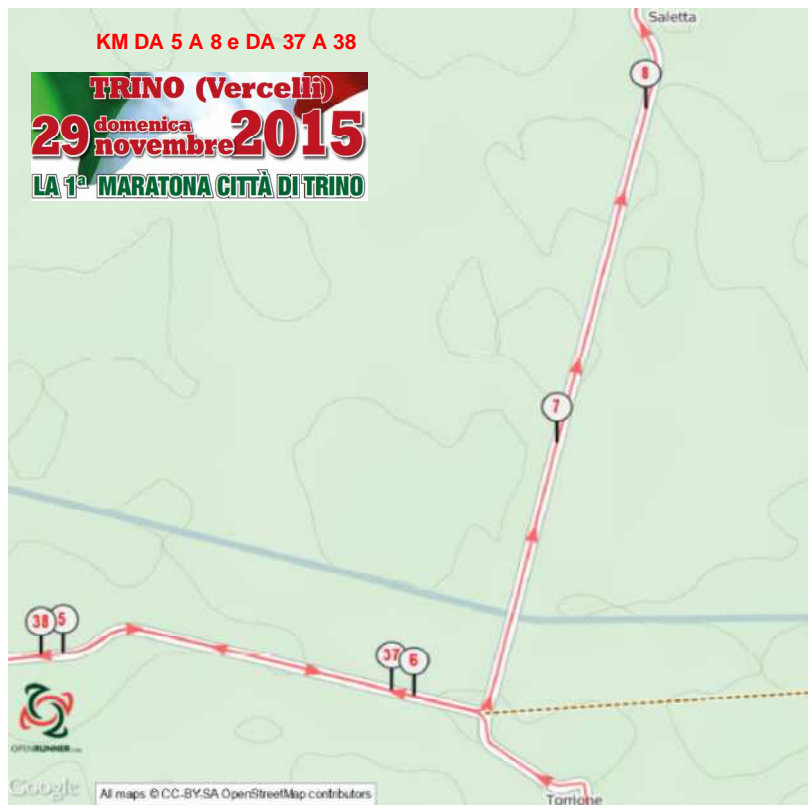 Saletta
KM DA 5 A 8 e DA 37 A 38
TRINO (Vercelli)
29 domenica novembre 2015
LA 1ª MARATONA CITTÀ DI TRINO
8
7
38 5
37 6
OPENRUNNER.com
Google
All maps © CC-BY-SA OpenStreetMap contributors
Torrione